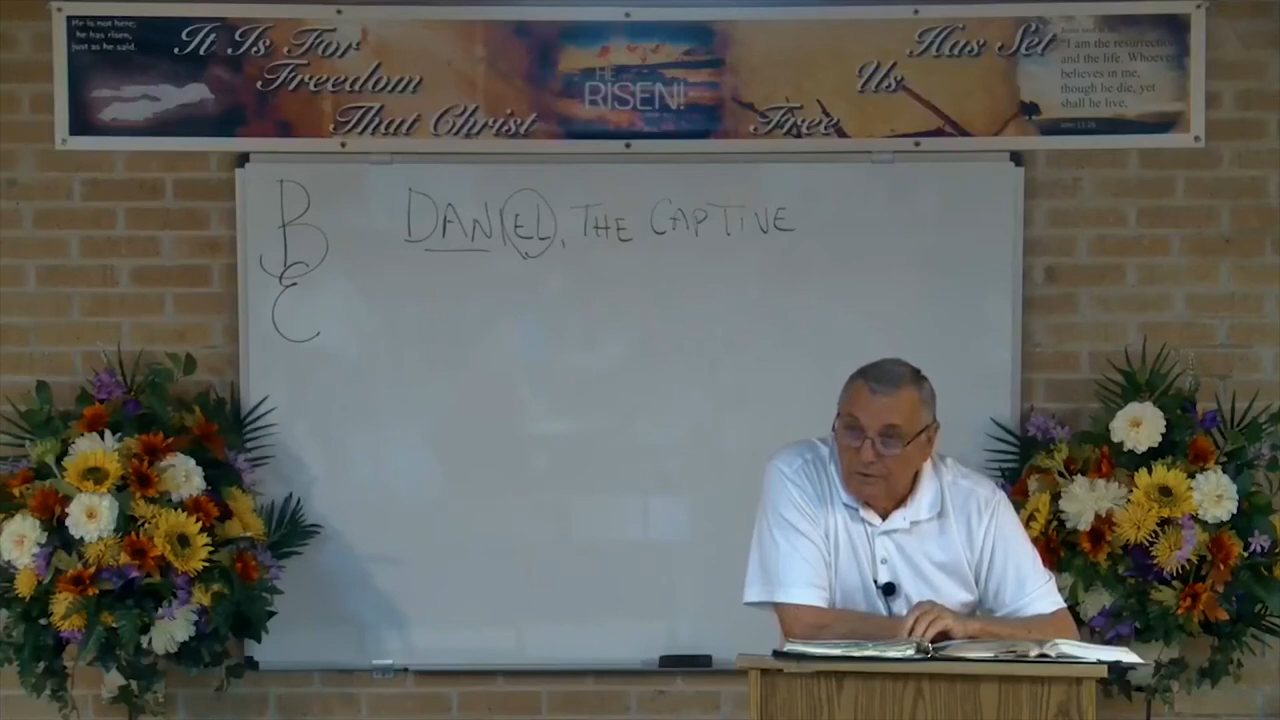 He is not here;
he has risen,
just as he said.
It Is For
Freedom
That Christ
HE
RISEN!
Has Set
Us
Free
"I am the resurrection
and the life. Whoever
believes in me,
though he die, yet
shall he live.
B
E
DANIEL, THE CAPTIVE